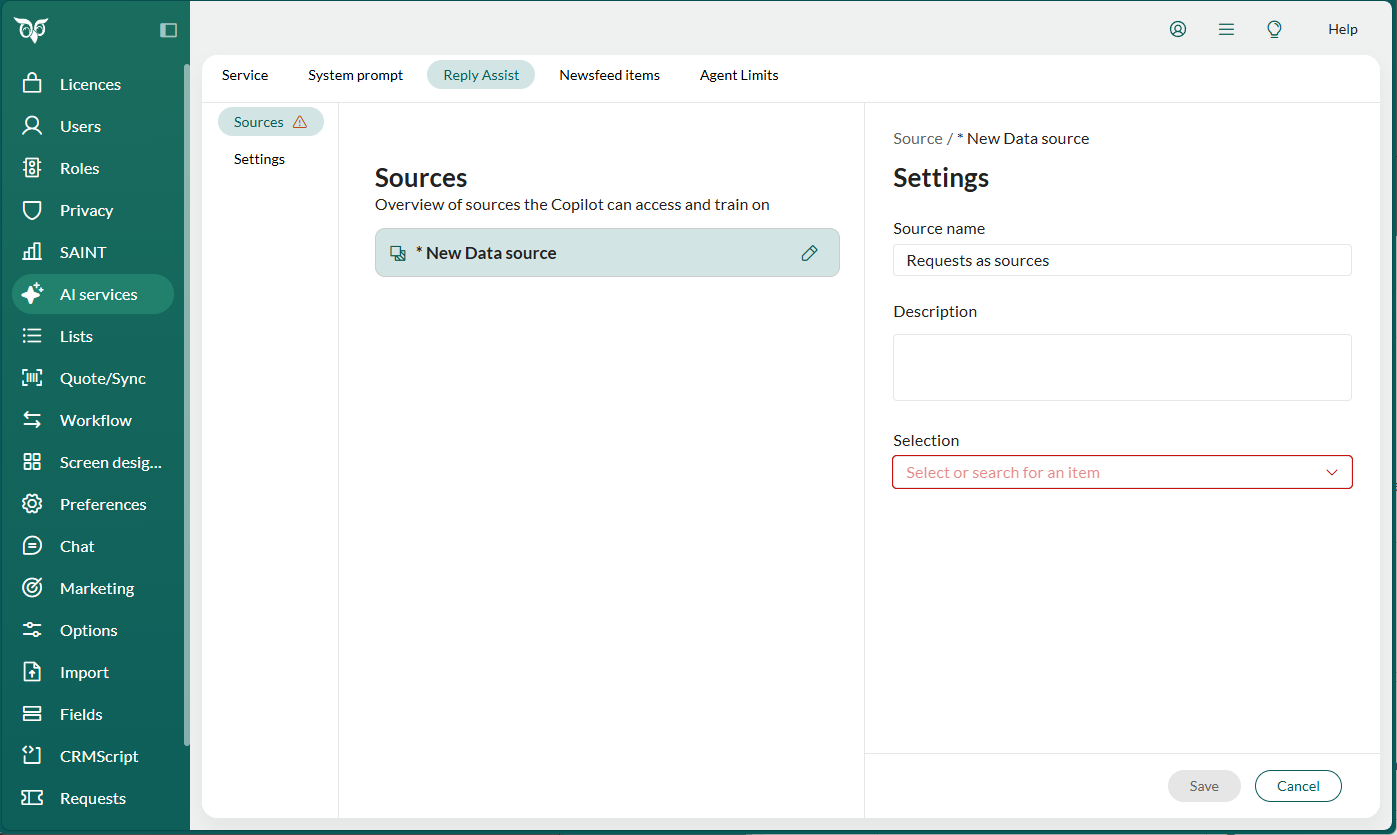 Help
Licences
Users
Roles
Privacy
SAINT
AI services
Lists
Quote/Sync
Workflow
Screen desig...
Preferences
Chat
Marketing
Options
Import
Fields
CRMScript
Requests
Service
System prompt
Reply Assist
Newsfeed items
Agent Limits
Sources
Settings
Sources
Overview of sources the Copilot can access and train on
* New Data source
Source / * New Data source
Settings
Source name
Requests as sources
Description
Selection
Select or search for an item
Save
Cancel